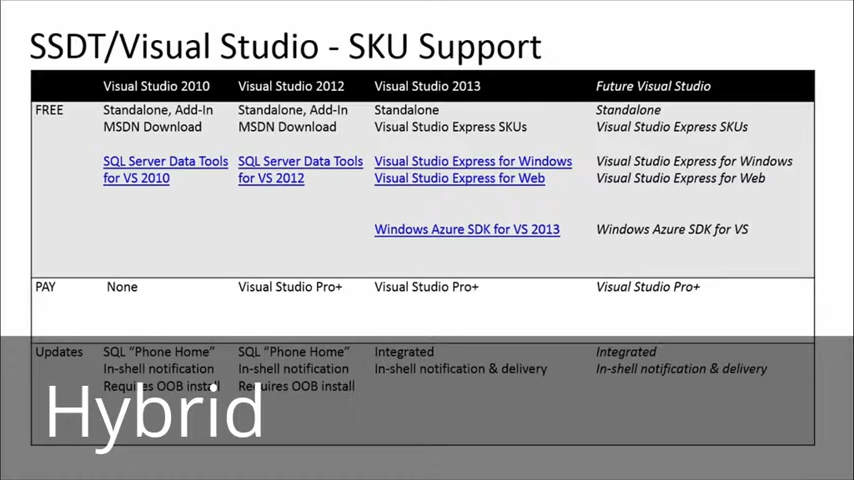 SSDT/Visual Studio - SKU Support
Visual Studio 2010 Visual Studio 2012 Visual Studio 2013 Future Visual Studio
FREE Standalone, Add-In Standalone, Add-In Standalone Standalone
MSDN Download MSDN Download Visual Studio Express SKUs Visual Studio Express SKUs
SQL Server Data Tools SQL Server Data Tools Visual Studio Express for Windows Visual Studio Express for Windows
for VS 2010 for VS 2012 Visual Studio Express for Web Visual Studio Express for Web
Windows Azure SDK for VS 2013 Windows Azure SDK for VS
PAY None Visual Studio Pro+ Visual Studio Pro+ Visual Studio Pro+
Updates SQL “Phone Home” SQL “Phone Home” Integrated Integrated
In-shell notification In-shell notification In-shell notification & delivery In-shell notification & delivery
Requires OOB install Requires OOB install
Hybrid